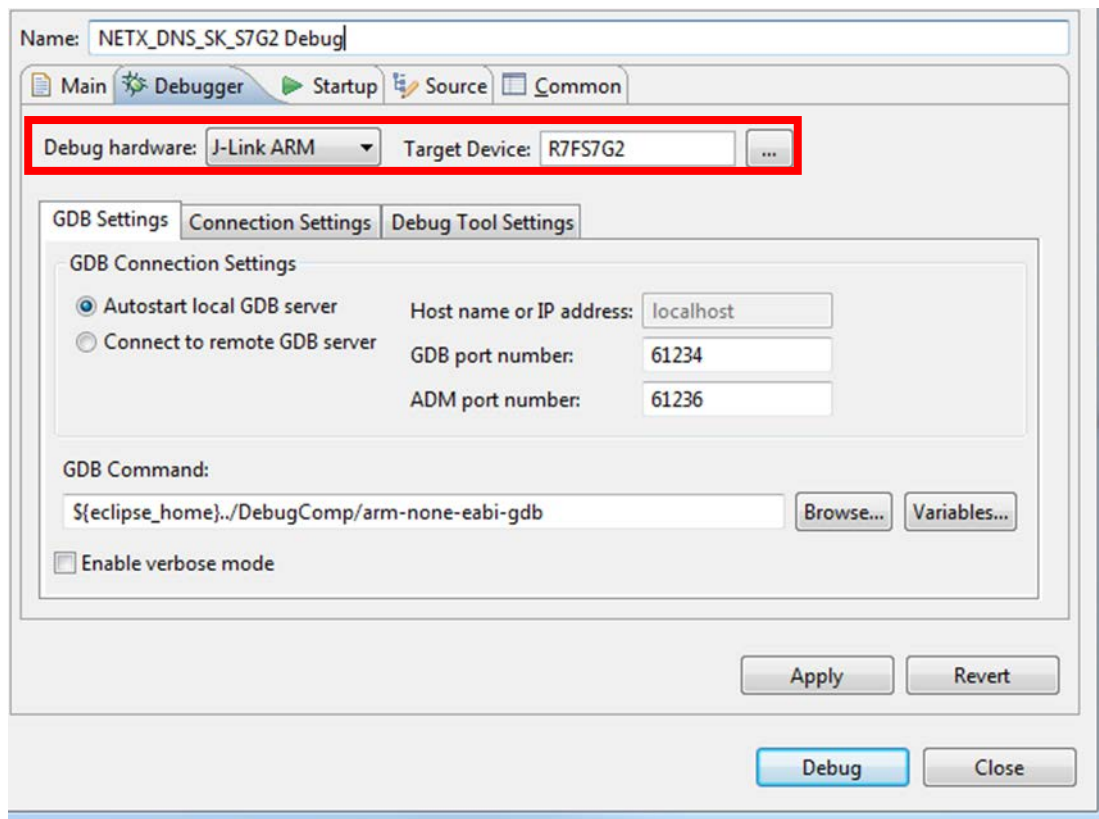 Name: NETX_DNS_SK_S7G2 Debug
Main Debugger Startup Source Common
Debug hardware: J-Link ARM Target Device: R7FS7G2 ...
GDB Settings Connection Settings Debug Tool Settings
GDB Connection Settings
Autostart local GDB server Host name or IP address: localhost
Connect to remote GDB server GDB port number: 61234
ADM port number: 61236
GDB Command:
${eclipse_home}../DebugComp/arm-none-eabi-gdb Browse... Variables...
Enable verbose mode
Apply Revert
Debug Close